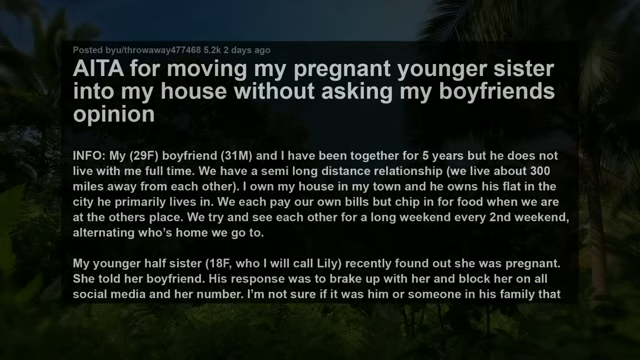 Posted byu/throwaway477468 5.2k 2 days ago
AITA for moving my pregnant younger sister
into my house without asking my boyfriends
opinion
INFO: My (29F) boyfriend (31M) and I have been together for 5 years but he does not
live with me full time. We have a semi long distance relationship (we live about 300
miles away from each other). I own my house in my town and he owns his flat in the
city he primarily lives in. We each pay our own bills but chip in for food when we are
at the others place. We try and see each other for a long weekend every 2nd weekend,
alternating who's home we go to.
My younger half sister (18F, who I will call Lily) recently found out she was pregnant.
She told her boyfriend. His response was to brake up with her and block her on all
social media and her number. I'm not sure if it was him or someone in his family that